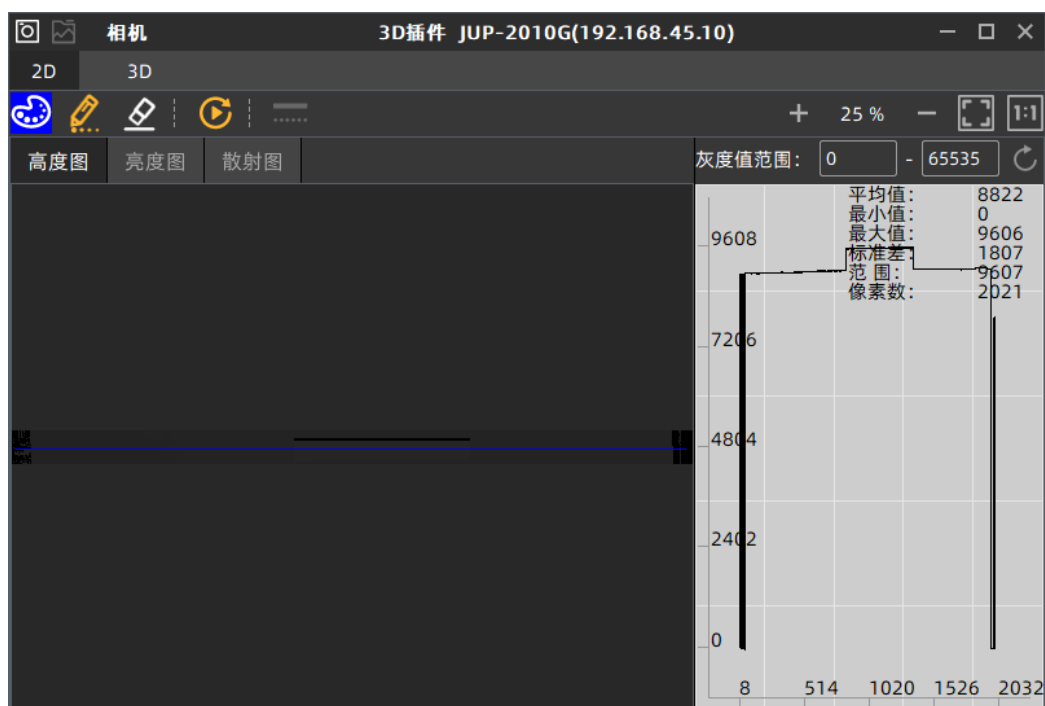 相机 3D插件 JUP-2010G(192.168.45.10)
2D 3D
25 % 1:1
高度图 亮度图 散射图 灰度值范围: 0 - 65535
平均值: 8822
最小值: 0
最大值: 9606
标准差: 1807
范 围: 9607
像素数: 2021
9608
7206
4804
2402
0
8 514 1020 1526 2032